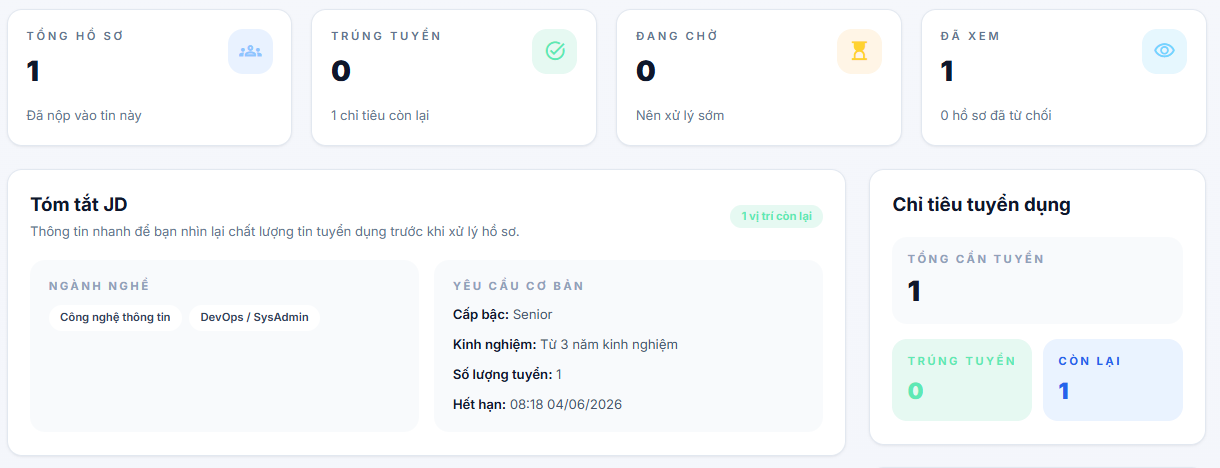 TỔNG HỒ SƠ
1
Đã nộp vào tin này
TRÚNG TUYỂN
0
1 chỉ tiêu còn lại
ĐANG CHỜ
0
Nên xử lý sớm
ĐÃ XEM
1
0 hồ sơ đã từ chối
Tóm tắt JD
Thông tin nhanh để bạn nhìn lại chất lượng tin tuyển dụng trước khi xử lý hồ sơ.
1 vị trí còn lại
NGÀNH NGHỀ
Công nghệ thông tin
DevOps / SysAdmin
YÊU CẦU CƠ BẢN
Cấp bậc: Senior
Kinh nghiệm: Từ 3 năm kinh nghiệm
Số lượng tuyển: 1
Hết hạn: 08:18 04/06/2026
Chỉ tiêu tuyển dụng
TỔNG CẦN TUYỂN
1
TRÚNG TUYỂN
0
CÒN LẠI
1